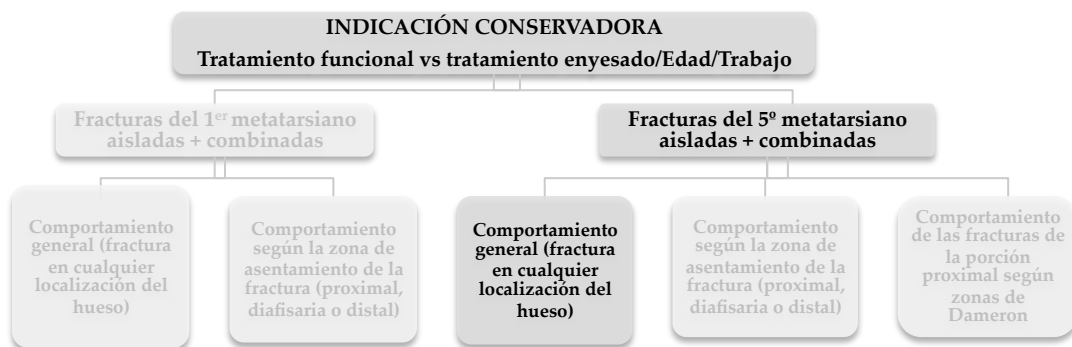 INDICACIÓN CONSERVADORA
Tratamiento funcional vs tratamiento enyesado/Edad/Trabajo
Fracturas del 1er metatarsiano
aisladas + combinadas
Fracturas del 5º metatarsiano
aisladas + combinadas
Comportamiento
general (fractura
en cualquier
localización del
hueso)
Comportamiento
según la zona de
asentamiento de la
fractura (proximal,
diafisaria o distal)
Comportamiento
general (fractura
en cualquier
localización del
hueso)
Comportamiento
según la zona de
asentamiento de la
fractura (proximal,
diafisaria o distal)
Comportamiento
de las fracturas de
la porción
proximal según
zonas de
Dameron